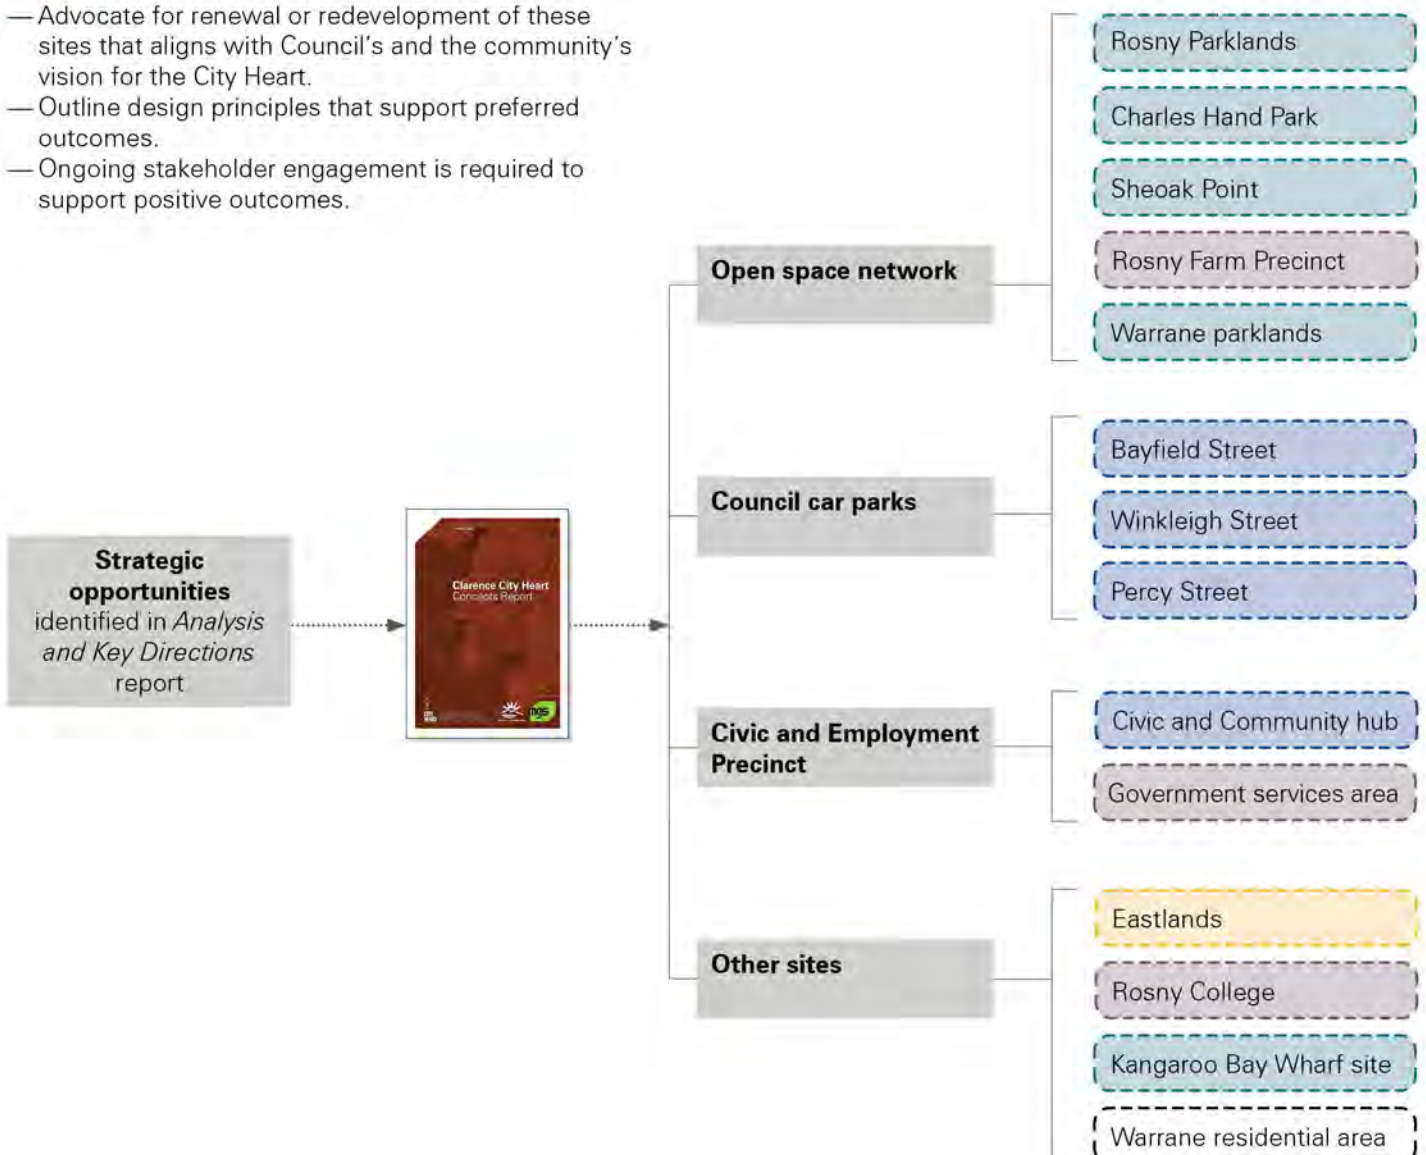 — Advocate for renewal or redevelopment of these
sites that aligns with Council's and the community's
vision for the City Heart.
— Outline design principles that support preferred
outcomes.
— Ongoing stakeholder engagement is required to
support positive outcomes.
Strategic
opportunities
identified in Analysis
and Key Directions
report
Clarence City Heart
Concepts Report
mgs
Open space network
Rosny Parklands
Charles Hand Park
Sheoak Point
Rosny Farm Precinct
Warrane parklands
Council car parks
Bayfield Street
Winkleigh Street
Percy Street
Civic and Employment
Precinct
Civic and Community hub
Government services area
Other sites
Eastlands
Rosny College
Kangaroo Bay Wharf site
Warrane residential area